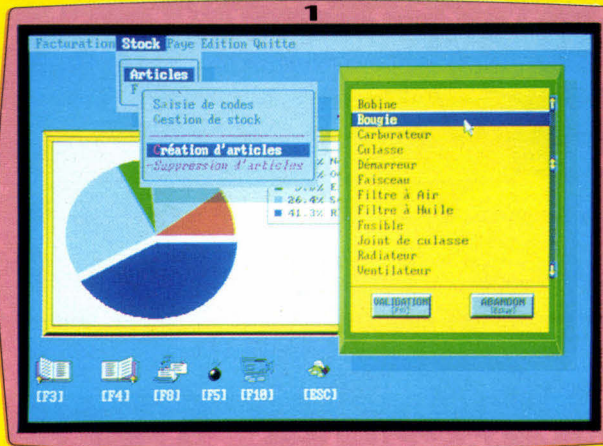 1
Facturation Stock Paye Edition Quitte
Articles
F
Saisie de codes
Gestion de stock
Création d'articles
Suppression d'articles
26.4%
41.3% R
Bobine
Bougie
Carburateur
Culasse
Démarreur
Faisceau
Filtre à Air
Filtre à Huile
Fusible
Joint de culasse
Radiateur
Ventilateur
VALIDATION
ABANDON
[F3] [F4] [F8] [F5] [F10] [ESC]